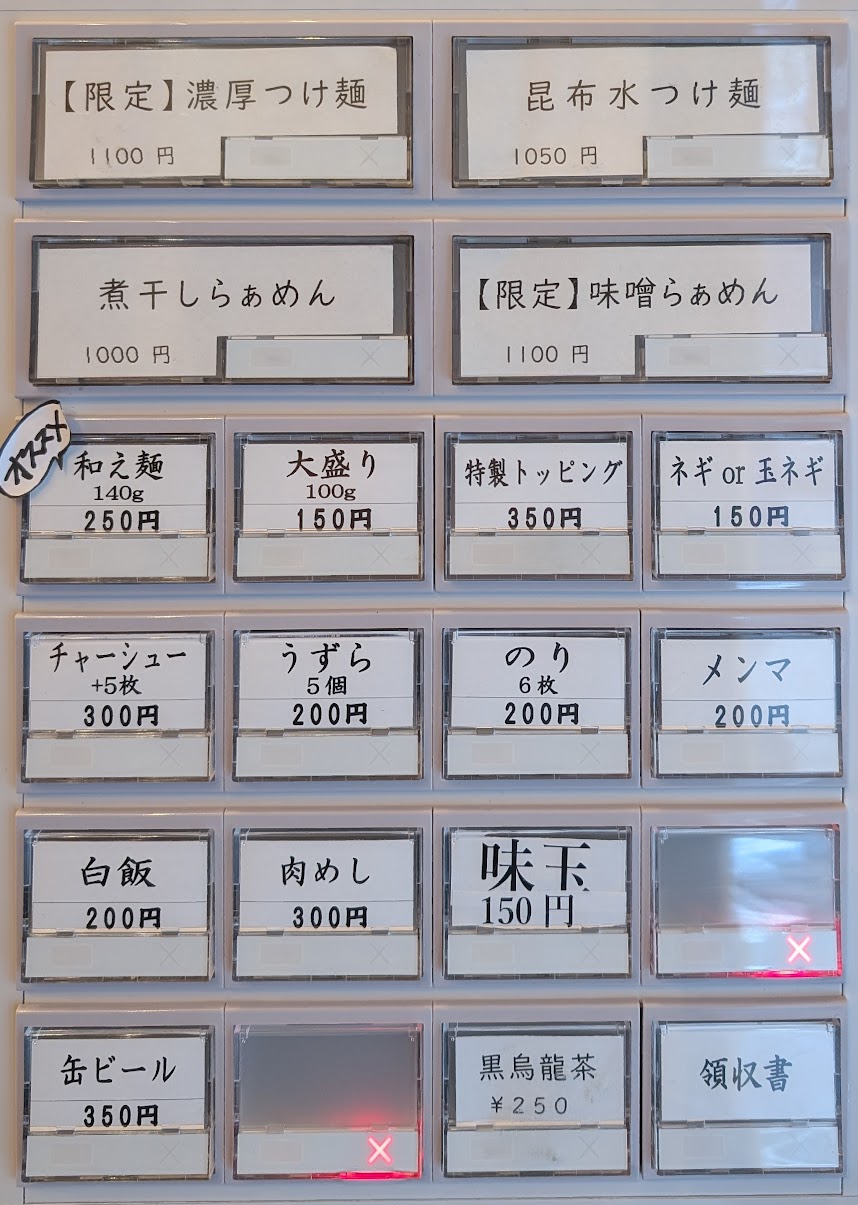 【限定】濃厚つけ麺
1100 円
昆布水つけ麺
1050 円
煮干しらぁめん
1000 円
【限定】味噌らぁめん
1100 円
オススメ
和え麺
140g
250円
大盛り
100g
150円
特製トッピング
350円
ネギ or 玉ネギ
150円
チャーシュー
+5枚
300円
うずら
5個
200円
のり
6枚
200円
メンマ
200円
白飯
200円
肉めし
300円
味玉
150円
×
缶ビール
350円
×
黒烏龍茶
¥250
領収書